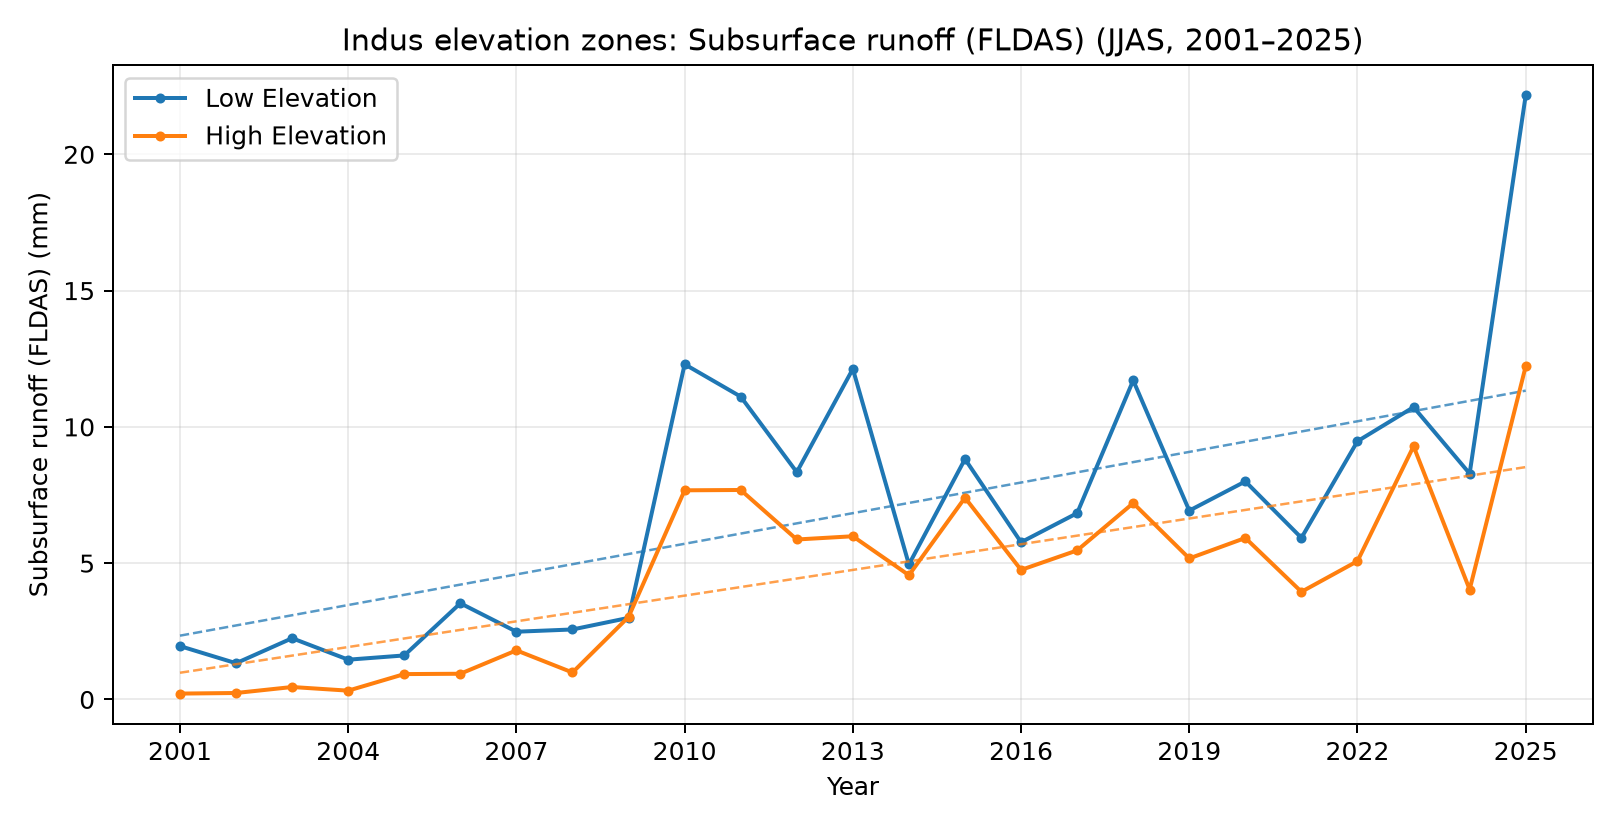 Indus elevation zones: Subsurface runoff (FLDAS) (JJAS, 2001–2025)
Low Elevation
High Elevation
Subsurface runoff (FLDAS) (mm)
20
15
10
5
0
2001 2004 2007 2010 2013 2016 2019 2022 2025
Year